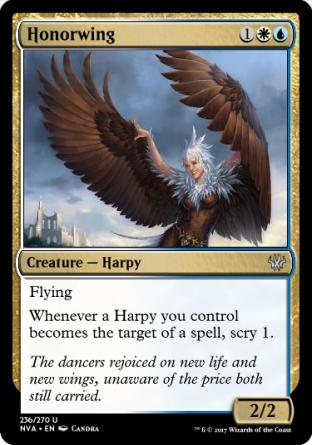 Honorwing 1
Creature — Harpy
Flying
Whenever a Harpy you control
becomes the target of a spell, scry 1.
The dancers rejoiced on new life and
new wings, unaware of the price both
still carried.
2/2
236/270 U
NVA • EN CANDRA
™ & © 2017 Wizards of the Coast